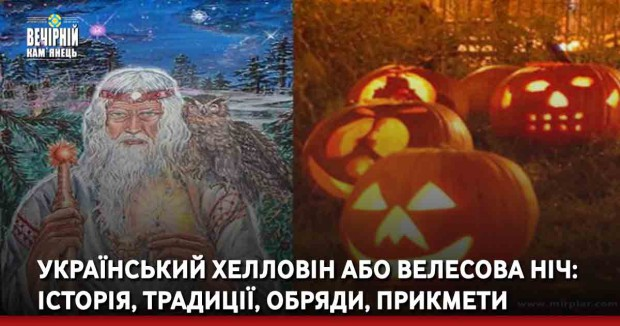 ВЕЧІРНІЙ
КАМ'ЯНЕЦЬ
УКРАЇНСЬКИЙ ХЕЛЛОВІН АБО ВЕЛЕСОВА НІЧ:
ІСТОРІЯ, ТРАДИЦІЇ, ОБРЯДИ, ПРИКМЕТИ